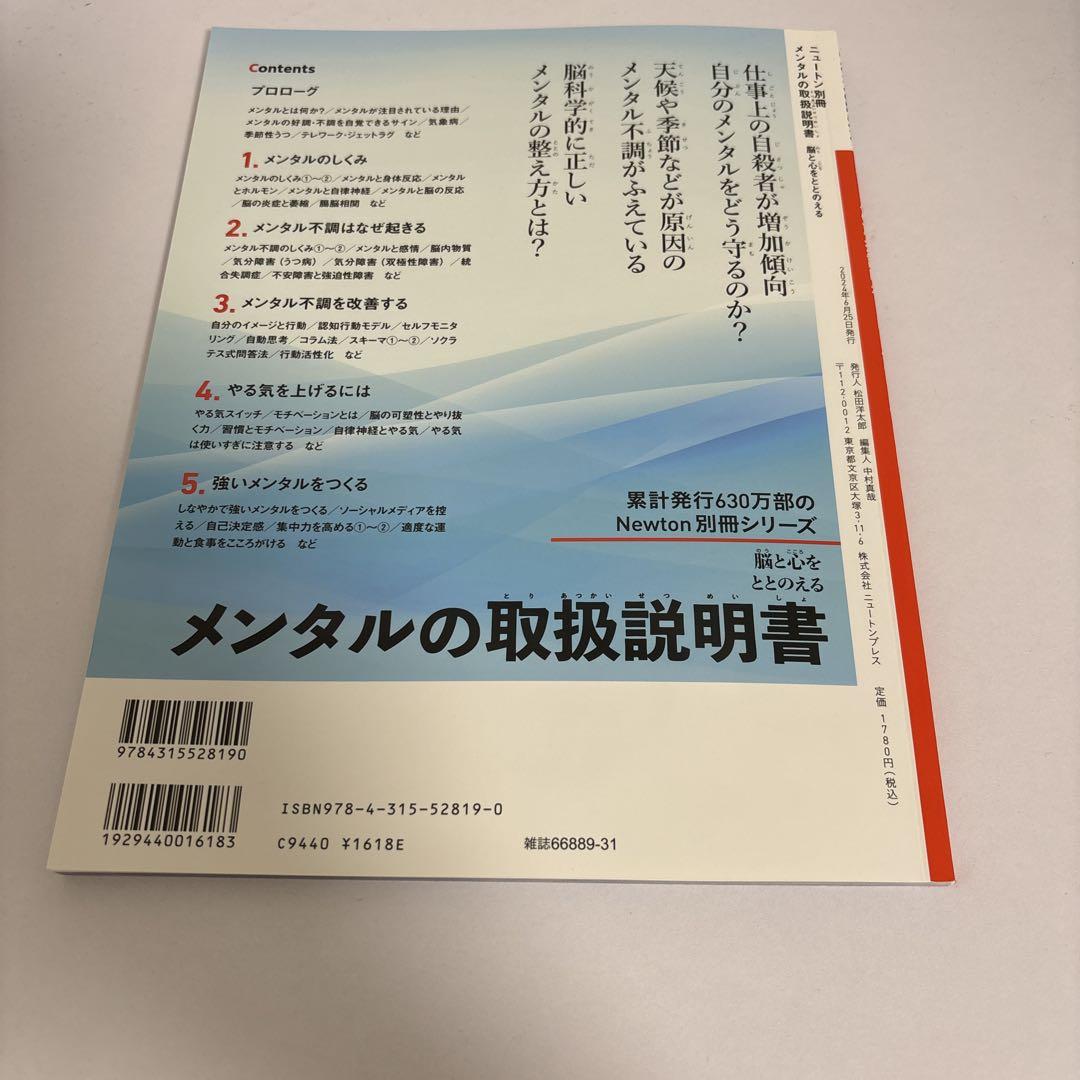 Contents
プロローグ
メンタルとは何か?／メンタルが注目されている理由／
メンタルの好調・不調を自覚できるサイン／気象病／
季節性うつ／テレワーク・ジェットラグ　など
1. メンタルのしくみ
メンタルのしくみ①〜②／メンタルと身体反応／メンタル
とホルモン／メンタルと自律神経／メンタルと脳の反応
／脳の炎症と萎縮／腸脳相関　など
2. メンタル不調はなぜ起きる
メンタル不調のしくみ①〜②／メンタルと感情／脳内物質
／気分障害（うつ病）／気分障害（双極性障害）／統
合失調症／不安障害と強迫性障害　など
3. メンタル不調を改善する
自分のイメージと行動／認知行動モデル／セルフモニタ
リング／自動思考／コラム法／スキーマ①〜②／ソクラ
テス式問答法／行動活性化　など
4. やる気を上げるには
やる気スイッチ／モチベーションとは／脳の可塑性とやり抜
く力／習慣とモチベーション／自律神経とやる気／やる気
は使いすぎに注意する　など
5. 強いメンタルをつくる
しなやかで強いメンタルをつくる／ソーシャルメディアを控
える／自己決定感／集中力を高める①〜②／適度な運
動と食事をこころがける　など
仕事上の自殺者が増加傾向
自分のメンタルをどう守るのか?
天候や季節などが原因の
メンタル不調がふえている
脳科学的に正しい
メンタルの整え方とは?
累計発行630万部の
Newton別冊シリーズ
脳と心を
ととのえる
メンタルの取扱説明書
9784315528190
1929440016183
ISBN978-4-315-52819-0
C9440 ¥1618E
雑誌66889-31
ニュートン別冊
メンタルの取扱説明書 脳と心をととのえる
2024年6月25日発行
発行人 松田洋太郎　編集人 中村真哉
〒112-0012 東京都文京区大塚3-11-6　株式会社 ニュートンプレス
定価 1780円（税込）